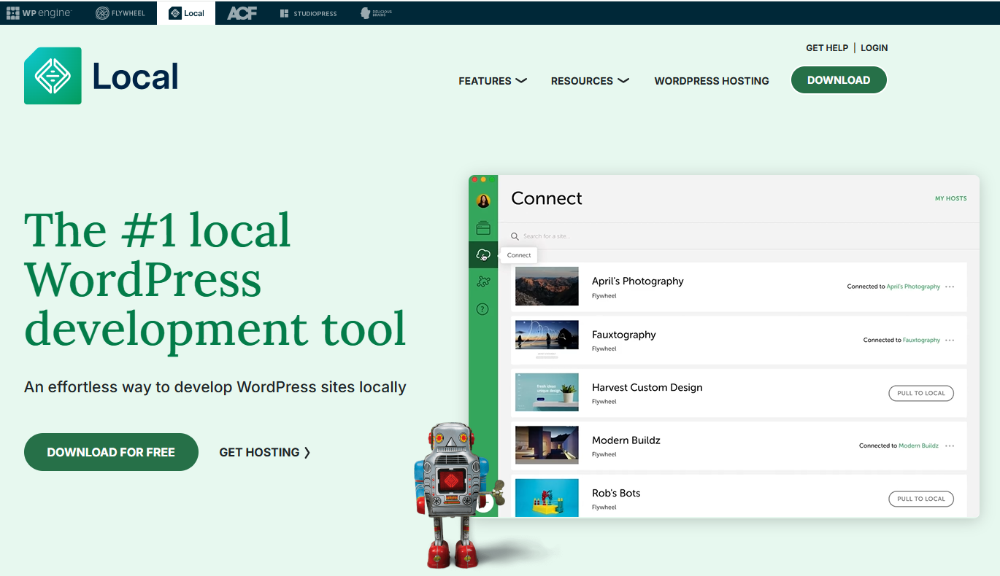 WP engine
FLYWHEEL
Local
ACF
STUDIOPRESS
DELICIOUS
BRAINS
GET HELP | LOGIN
Local
FEATURES
RESOURCES
WORDPRESS HOSTING
DOWNLOAD
The #1 local
WordPress
development tool
An effortless way to develop WordPress sites locally
DOWNLOAD FOR FREE
GET HOSTING
Connect
MY HOSTS
Search for a site...
Connect
April's Photography
Flywheel
Connected to April's Photography
Fauxtography
Flywheel
Connected to Fauxtography
fresh ideas
unique design
Harvest Custom Design
Flywheel
PULL TO LOCAL
Modern Buildz
Flywheel
Connected to Modern Buildz
Rob's Bots
Flywheel
PULL TO LOCAL